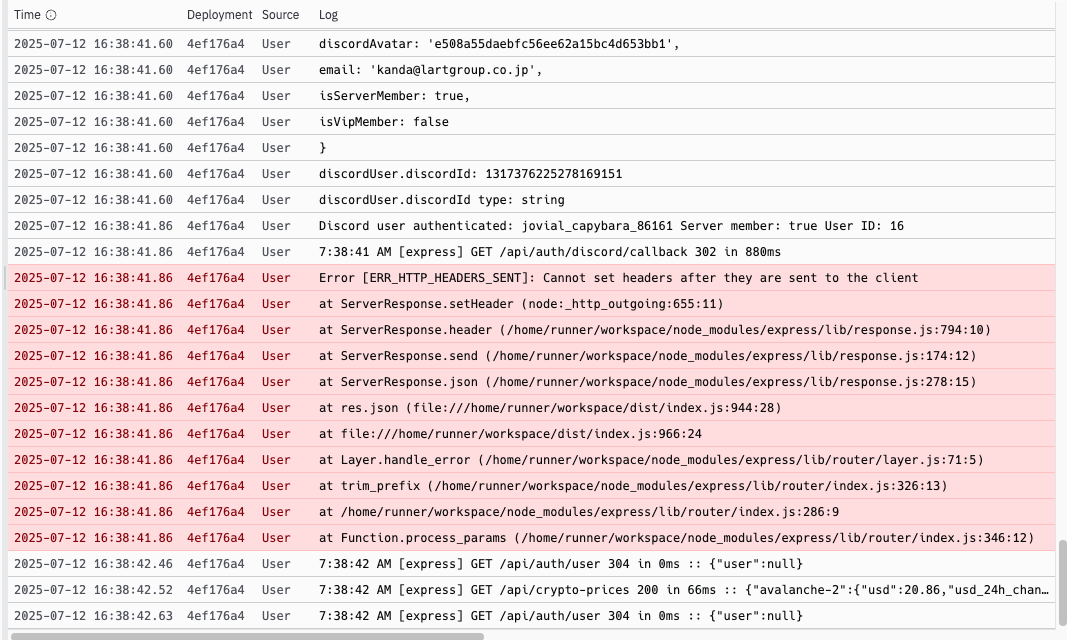 Time Deployment Source Log
2025-07-12 16:38:41.60 4ef176a4 User discordAvatar: 'e508a55daebfc56ee62a15bc4d653bb1',
2025-07-12 16:38:41.60 4ef176a4 User email: 'kanda@lartgroup.co.jp',
2025-07-12 16:38:41.60 4ef176a4 User isServerMember: true,
2025-07-12 16:38:41.60 4ef176a4 User isVipMember: false
2025-07-12 16:38:41.60 4ef176a4 User }
2025-07-12 16:38:41.60 4ef176a4 User discordUser.discordId: 1317376225278169151
2025-07-12 16:38:41.60 4ef176a4 User discordUser.discordId type: string
2025-07-12 16:38:41.86 4ef176a4 User Discord user authenticated: jovial_capybara_86161 Server member: true User ID: 16
2025-07-12 16:38:41.86 4ef176a4 User 7:38:41 AM [express] GET /api/auth/discord/callback 302 in 880ms
2025-07-12 16:38:41.86 4ef176a4 User Error [ERR_HTTP_HEADERS_SENT]: Cannot set headers after they are sent to the client
2025-07-12 16:38:41.86 4ef176a4 User at ServerResponse.setHeader (node:_http_outgoing:655:11)
2025-07-12 16:38:41.86 4ef176a4 User at ServerResponse.header (/home/runner/workspace/node_modules/express/lib/response.js:794:10)
2025-07-12 16:38:41.86 4ef176a4 User at ServerResponse.send (/home/runner/workspace/node_modules/express/lib/response.js:174:12)
2025-07-12 16:38:41.86 4ef176a4 User at ServerResponse.json (/home/runner/workspace/node_modules/express/lib/response.js:278:15)
2025-07-12 16:38:41.86 4ef176a4 User at res.json (file:///home/runner/workspace/dist/index.js:944:28)
2025-07-12 16:38:41.86 4ef176a4 User at file:///home/runner/workspace/dist/index.js:966:24
2025-07-12 16:38:41.86 4ef176a4 User at Layer.handle_error (/home/runner/workspace/node_modules/express/lib/router/layer.js:71:5)
2025-07-12 16:38:41.86 4ef176a4 User at trim_prefix (/home/runner/workspace/node_modules/express/lib/router/index.js:326:13)
2025-07-12 16:38:41.86 4ef176a4 User at /home/runner/workspace/node_modules/express/lib/router/index.js:286:9
2025-07-12 16:38:41.86 4ef176a4 User at Function.process_params (/home/runner/workspace/node_modules/express/lib/router/index.js:346:12)
2025-07-12 16:38:42.46 4ef176a4 User 7:38:42 AM [express] GET /api/auth/user 304 in 0ms :: {"user":null}
2025-07-12 16:38:42.52 4ef176a4 User 7:38:42 AM [express] GET /api/crypto-prices 200 in 66ms :: {"avalanche-2":{"usd":20.86,"usd_24h_chan…
2025-07-12 16:38:42.63 4ef176a4 User 7:38:42 AM [express] GET /api/auth/user 304 in 0ms :: {"user":null}